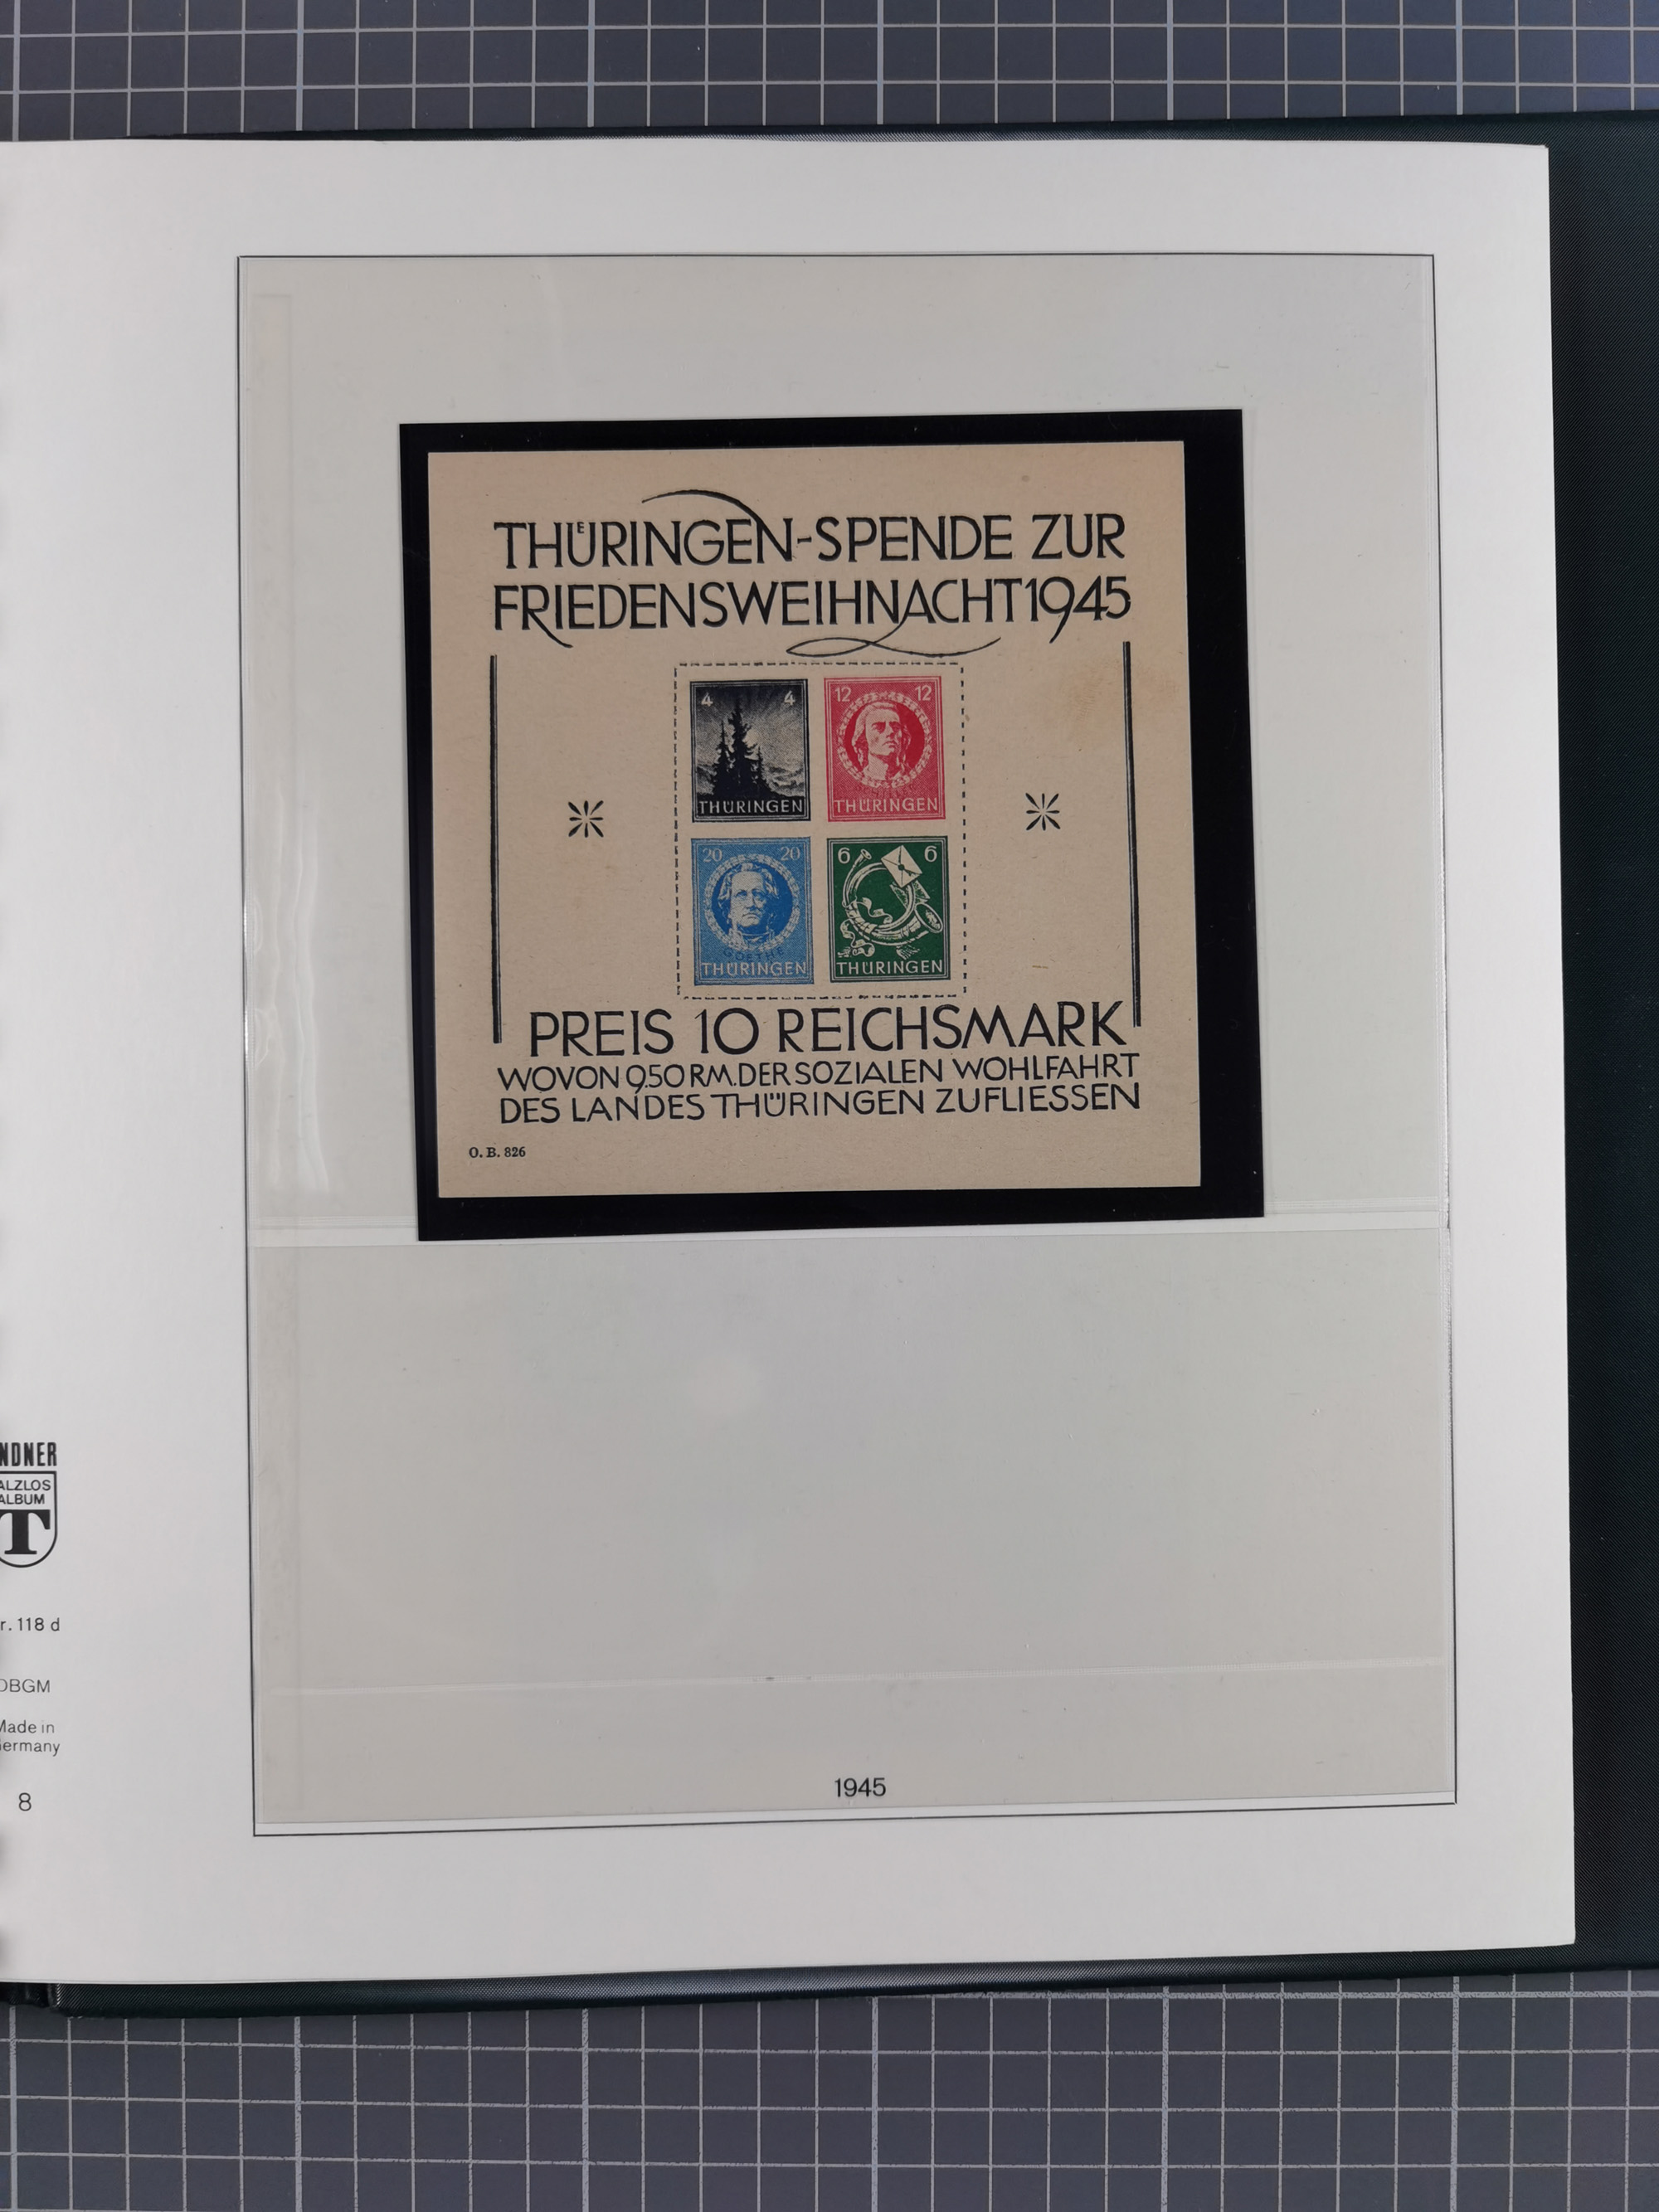 THÜRINGEN-SPENDE ZUR
FRIEDENSWEIHNACHT 1945
4 4
THÜRINGEN
12 12
THÜRINGEN
20 20
GOETHE
THÜRINGEN
6 6
THÜRINGEN
PREIS 10 REICHSMARK
WOVON 9.50 RM. DER SOZIALEN WOHLFAHRT
DES LANDES THÜRINGEN ZUFLIESSEN
O. B. 826
NDNER
ALZLOS
ALBUM
T
r. 118 d
DBGM
Made in
Germany
8
1945